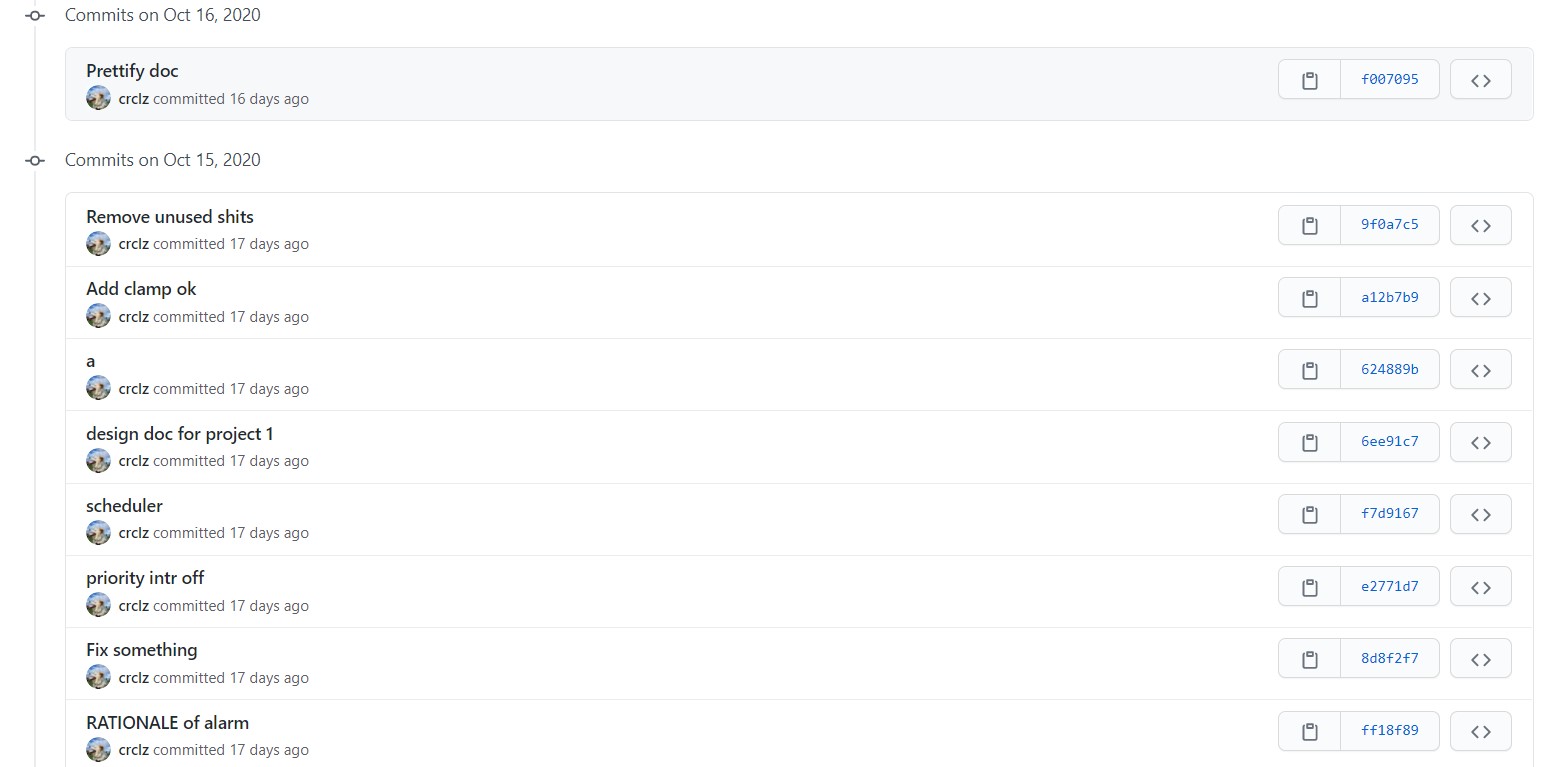 Commits on Oct 16, 2020
Prettify doc
crclz committed 16 days ago
f007095
Commits on Oct 15, 2020
Remove unused shits
crclz committed 17 days ago
9f0a7c5
Add clamp ok
crclz committed 17 days ago
a12b7b9
a
crclz committed 17 days ago
624889b
design doc for project 1
crclz committed 17 days ago
6ee91c7
scheduler
crclz committed 17 days ago
f7d9167
priority intr off
crclz committed 17 days ago
e2771d7
Fix something
crclz committed 17 days ago
8d8f2f7
RATIONALE of alarm
crclz committed 17 days ago
ff18f89